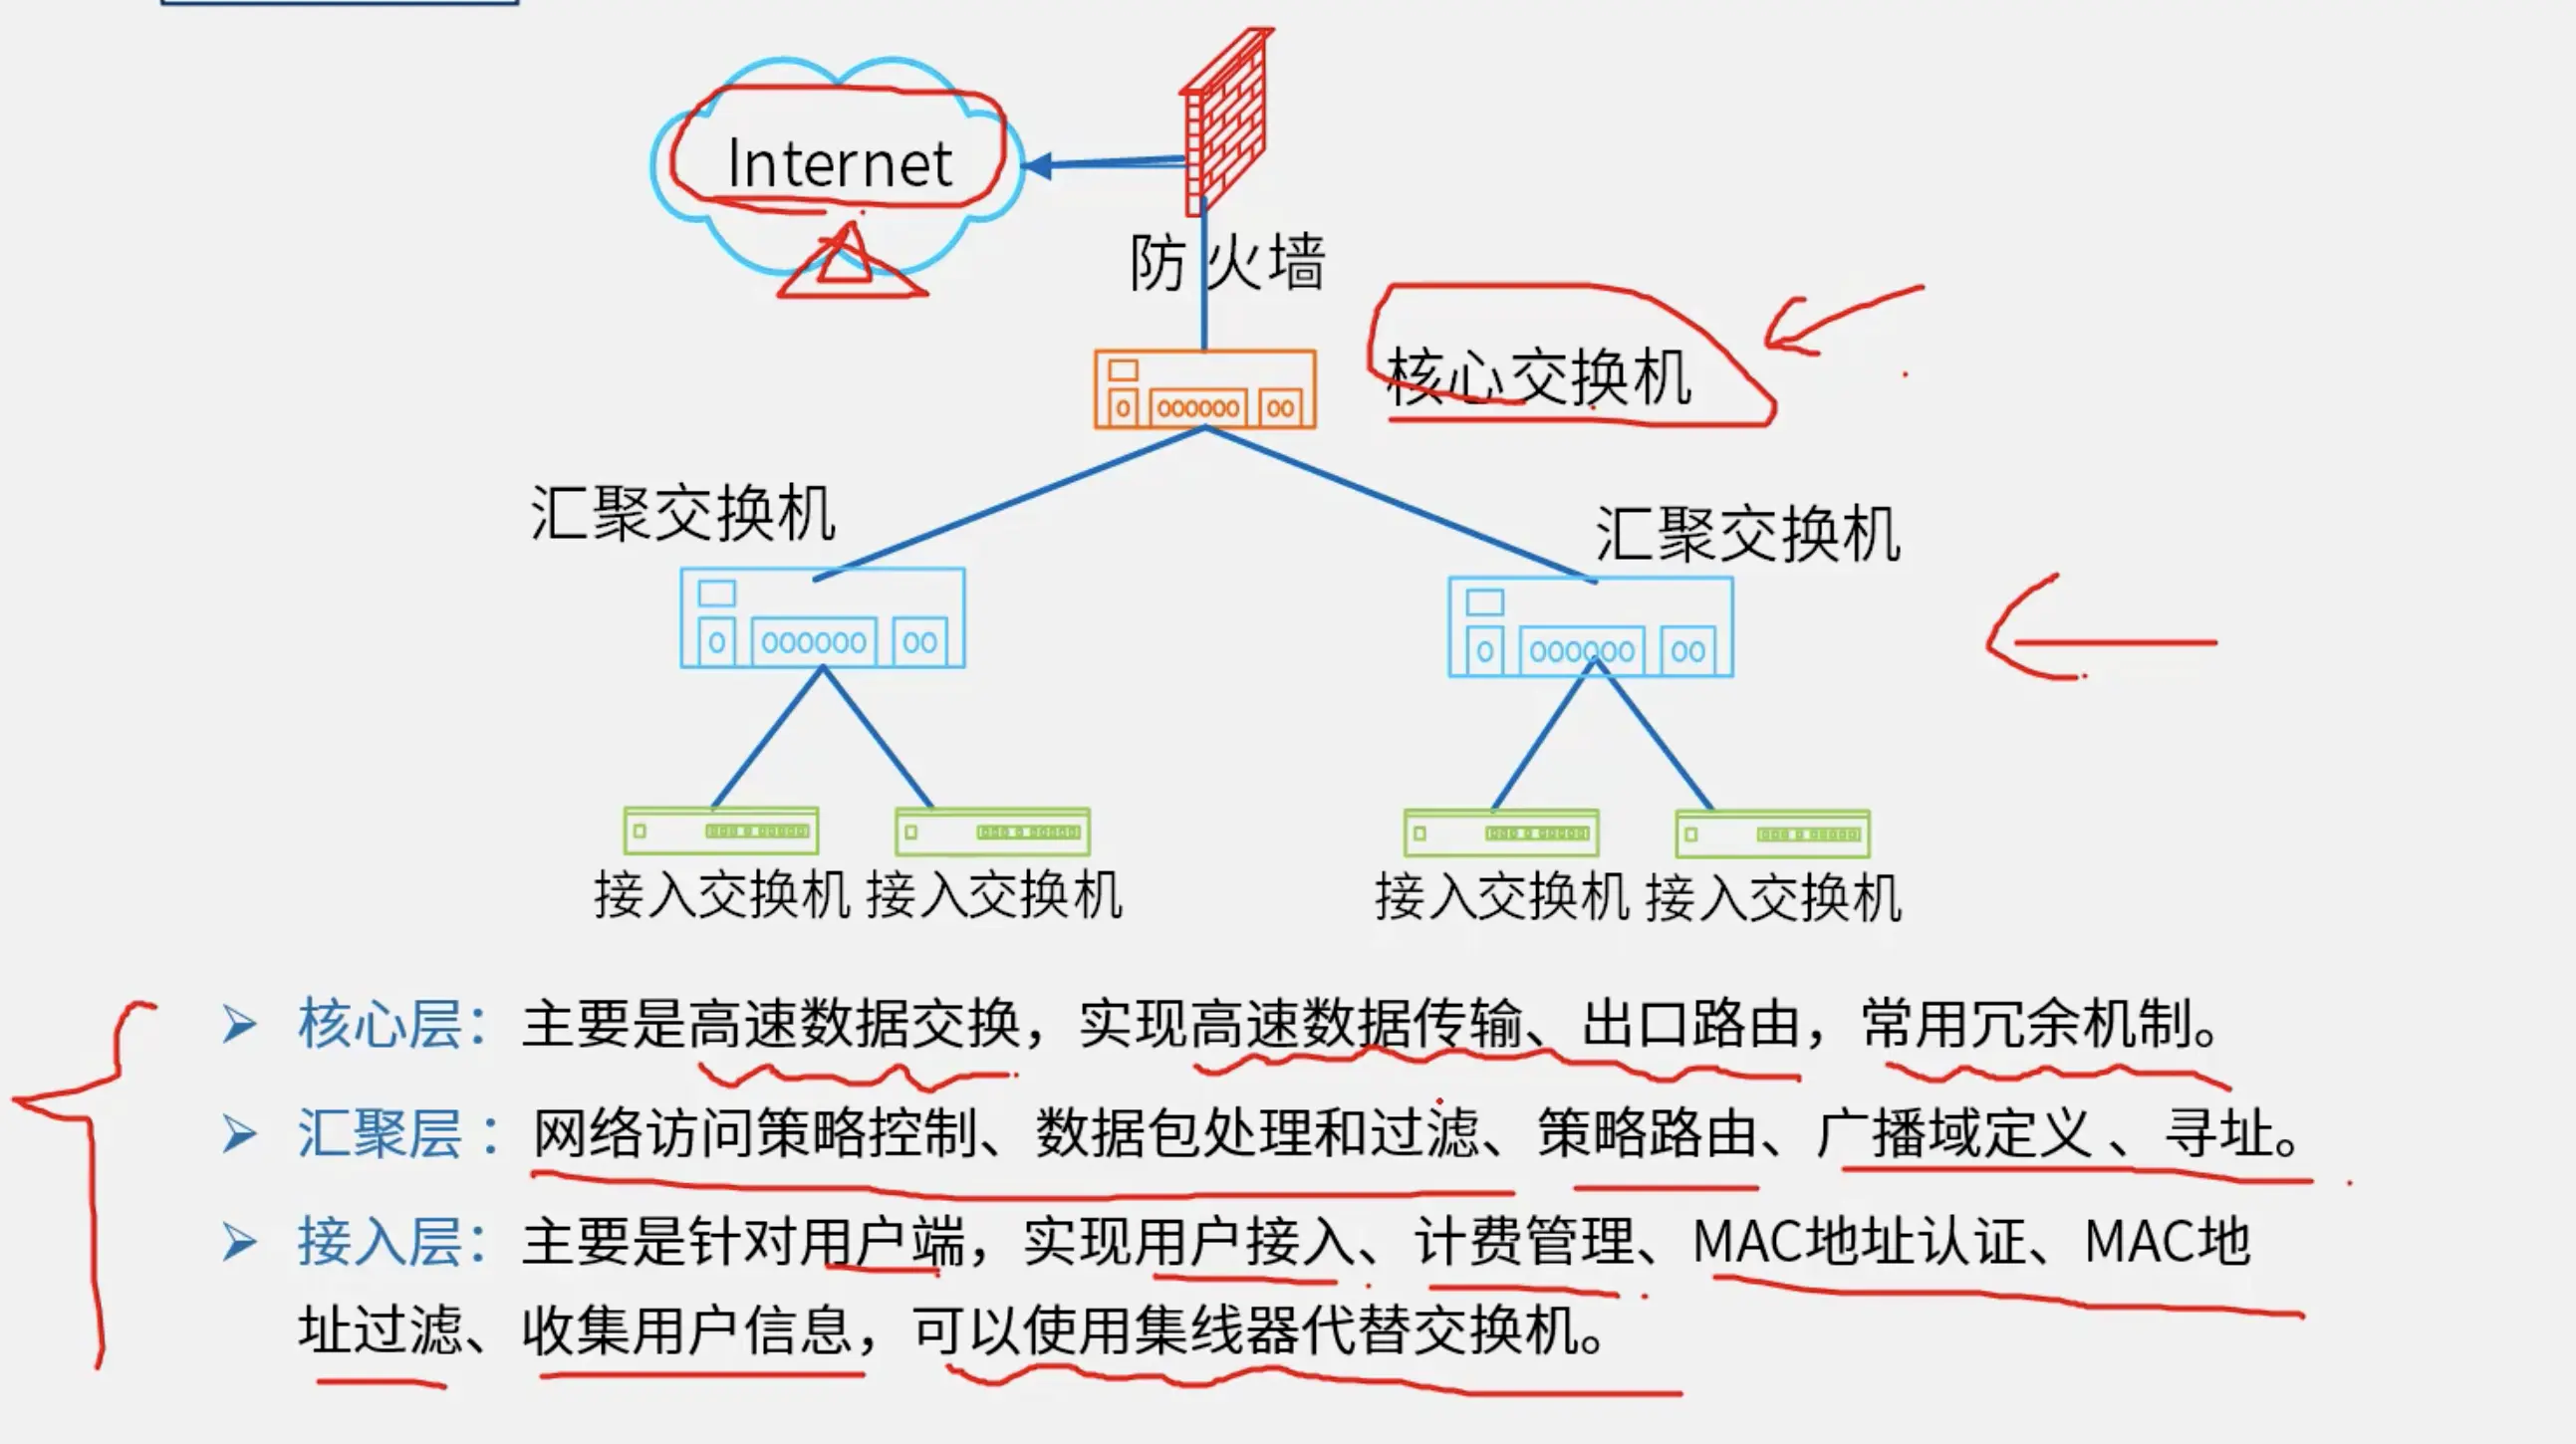 Internet
防火墙
核心交换机
汇聚交换机
汇聚交换机
接入交换机 接入交换机
接入交换机 接入交换机
核心层：主要是高速数据交换，实现高速数据传输、出口路由，常用冗余机制。
汇聚层：网络访问策略控制、数据包处理和过滤、策略路由、广播域定义、寻址。
接入层：主要是针对用户端，实现用户接入、计费管理、MAC地址认证、MAC地
址过滤、收集用户信息，可以使用集线器代替交换机。